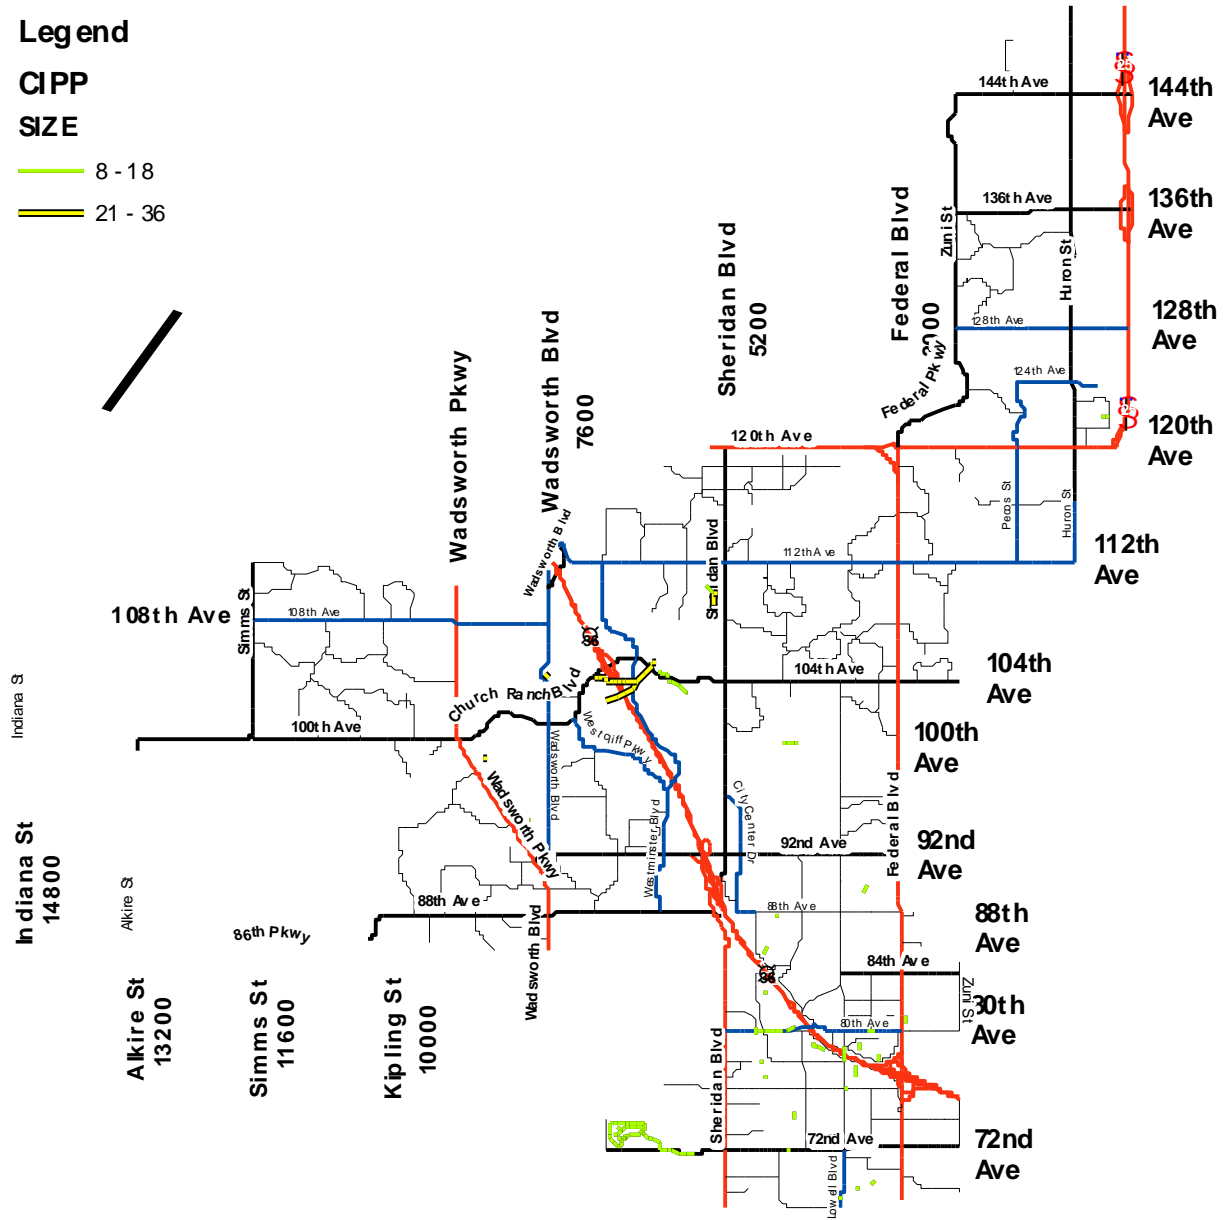 Legend
CIPP
SIZE
8 - 18
21 - 36
144th Ave
144th
Ave
136th Ave
136th
Ave
Zuni St
Huron St
Federal Blvd
Sheridan Blvd
5200
128th Ave
128th
Ave
Federal Pkwy
124th Ave
Wadsworth Blvd
7600
Wadsworth Pkwy
120th Ave
120th
Ave
Pecos St
Huron St
Wadsworth Blvd
Sheridan Blvd
112th Ave
112th
Ave
108th Ave
Simms St
108th Ave
36
104th Ave
104th
Ave
Church Ranch Blvd
Indiana St
100th Ave
100th
Ave
Wadsworth Blvd
Wadsworth Pkwy
City Center Dr
Federal Blvd
Westminster Blvd
92nd Ave
92nd
Ave
Indiana St
14800
Alkire St
86th Pkwy
88th Ave
88th Ave
88th
Ave
Wadsworth Blvd
36
84th Ave
Zuni St
80th Ave
Ave
Alkire St
13200
Simms St
11600
Kipling St
10000
Sheridan Blvd
72nd Ave
72nd
Ave
Lowell Blvd